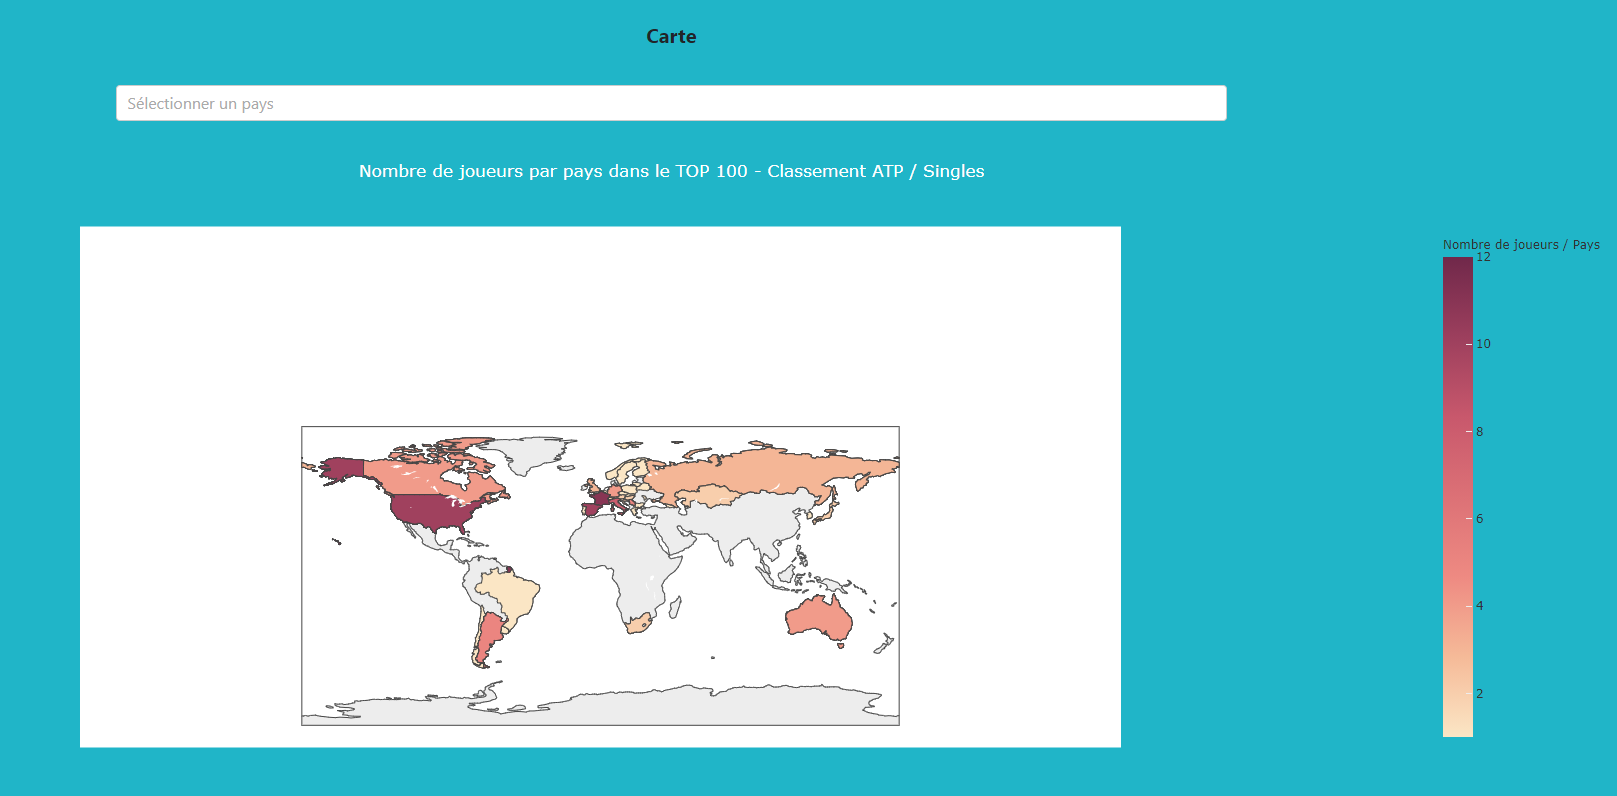 Carte
Sélectionner un pays
Nombre de joueurs par pays dans le TOP 100 - Classement ATP / Singles
Nombre de joueurs / Pays
12
10
8
6
4
2